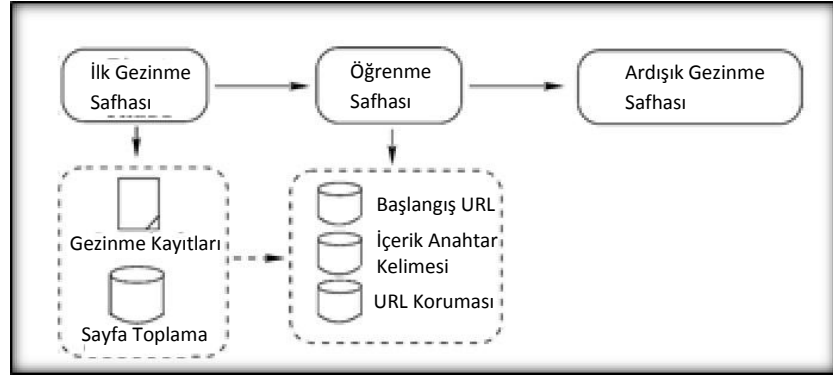 İlk Gezinme
Safhası
Öğrenme
Safhası
Ardışık Gezinme
Safhası
Gezinme Kayıtları
Sayfa Toplama
Başlangış URL
İçerik Anahtar
Kelimesi
URL Koruması